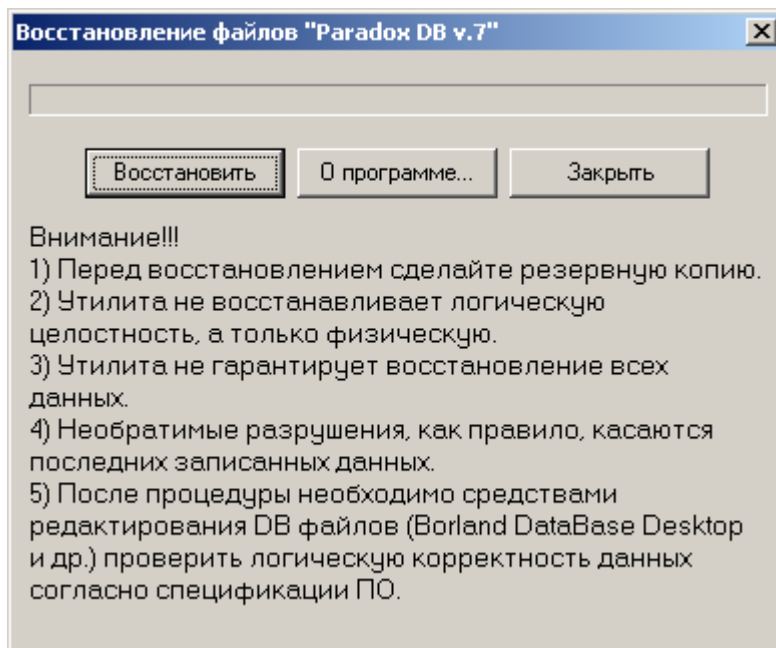 Восстановление файлов "Paradox DB v.7"
Восстановить
О программе...
Закрыть
Внимание!!!
1) Перед восстановлением сделайте резервную копию.
2) Утилита не восстанавливает логическую
целостность, а только физическую.
3) Утилита не гарантирует восстановление всех
данных.
4) Необратимые разрушения, как правило, касаются
последних записанных данных.
5) После процедуры необходимо средствами
редактирования DB файлов (Borland DataBase Desktop
и др.) проверить логическую корректность данных
согласно спецификации ПО.